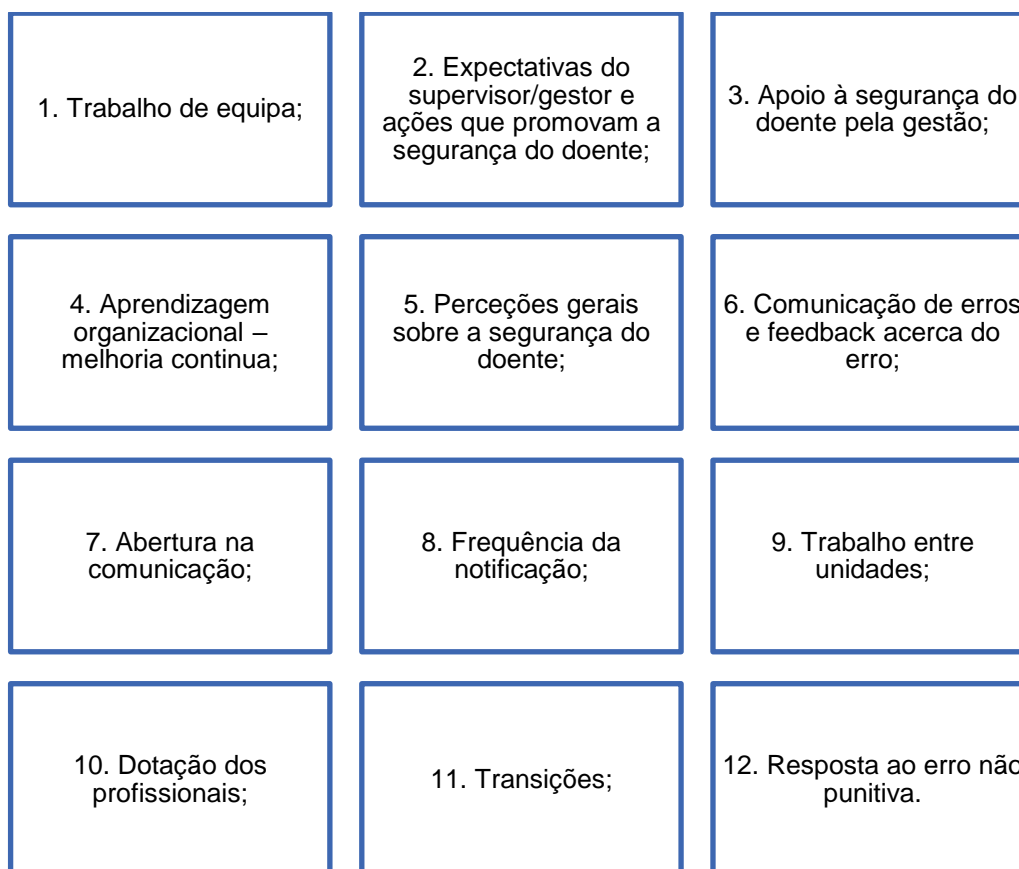 1. Trabalho de equipa;
2. Expectativas do
supervisor/gestor e
ações que promovam a
segurança do doente;
3. Apoio à segurança do
doente pela gestão;
4. Aprendizagem
organizacional –
melhoria continua;
5. Perceções gerais
sobre a segurança do
doente;
6. Comunicação de erros
e feedback acerca do
erro;
7. Abertura na
comunicação;
8. Frequência da
notificação;
9. Trabalho entre
unidades;
10. Dotação dos
profissionais;
11. Transições;
12. Resposta ao erro não
punitiva.